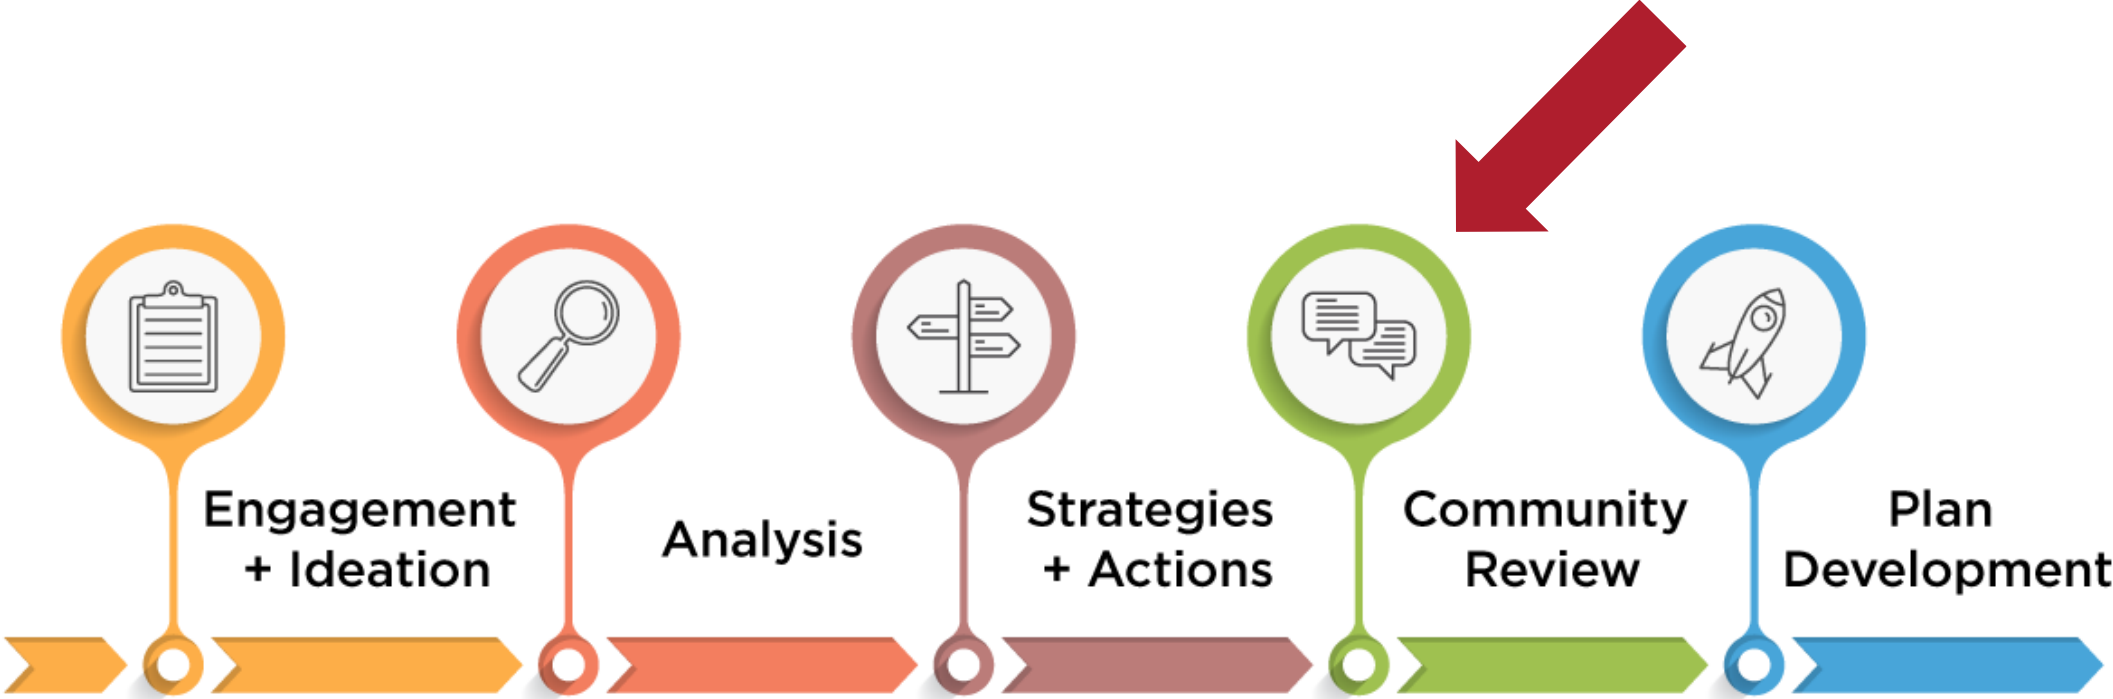 Engagement
+ Ideation
Analysis
Strategies
+ Actions
Community
Review
Plan
Development